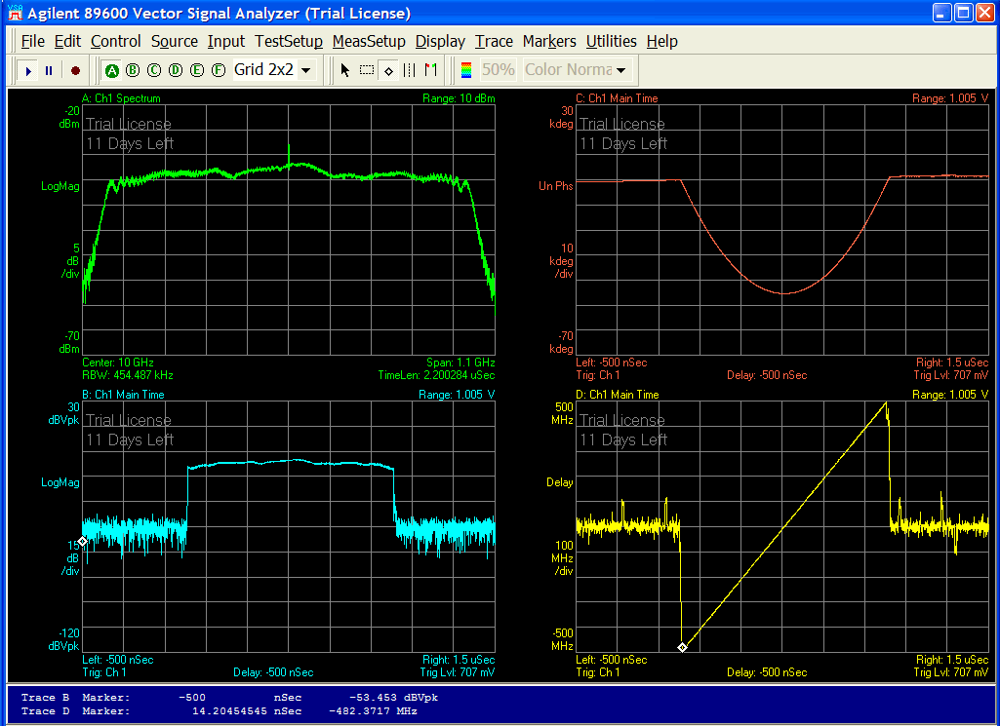 Agilent 89600 Vector Signal Analyzer (Trial License)
File Edit Control Source Input TestSetup MeasSetup Display Trace Markers Utilities Help
A B C D E F Grid 2x2 50% Color Norma
A: Ch1 Spectrum Range: 10 dBm
-20
dBm
Trial License
11 Days Left
LogMag
5
dB
/div
-70
dBm
Center: 10 GHz Span: 1.1 GHz
RBW: 454.487 kHz TimeLen: 2.200284 uSec
C: Ch1 Main Time Range: 1.005 V
30
kdeg
Trial License
11 Days Left
Un Phs
10
kdeg
/div
-70
kdeg
Left: -500 nSec Right: 1.5 uSec
Trig: Ch 1 Delay: -500 nSec Trig Lvl: 707 mV
B: Ch1 Main Time Range: 1.005 V
30
dBVpk
Trial License
11 Days Left
LogMag
15
dB
/div
-120
dBVpk
Left: -500 nSec Right: 1.5 uSec
Trig: Ch 1 Delay: -500 nSec Trig Lvl: 707 mV
D: Ch1 Main Time Range: 1.005 V
500
MHz
Trial License
11 Days Left
Delay
100
MHz
/div
-500
MHz
Left: -500 nSec Right: 1.5 uSec
Trig: Ch 1 Delay: -500 nSec Trig Lvl: 707 mV
Trace B Marker: -500 nSec -53.453 dBVpk
Trace D Marker: 14.20454545 nSec -482.3717 MHz